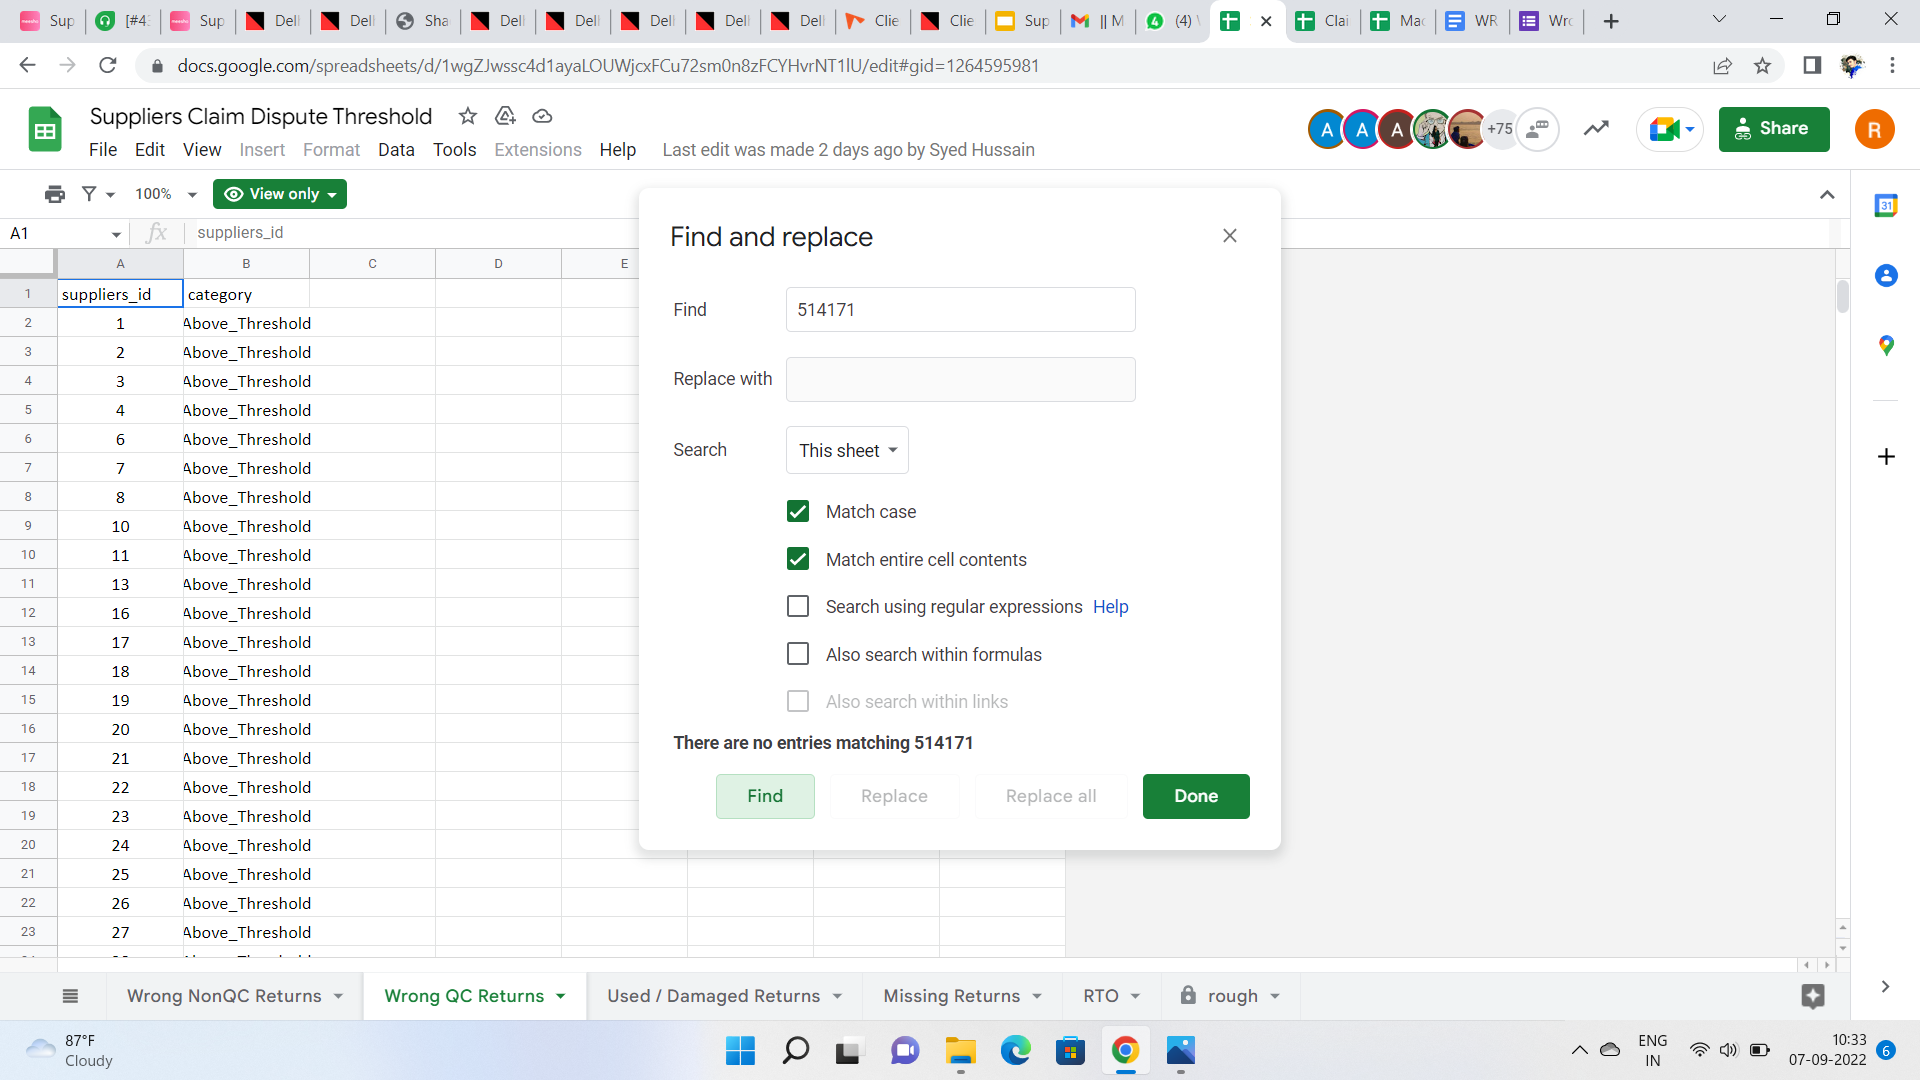 Sup [#4 Sup Dell Dell Sha Dell Dell Dell Dell Dell Clie Clie Sup || M (4) Clai Mac WR Wro
docs.google.com/spreadsheets/d/1wgZJwssc4d1ayaLOUWjcxFCu72sm0n8zFCYHvrNT1lU/edit#gid=1264595981
Suppliers Claim Dispute Threshold
A A A +75 Share R
File Edit View Insert Format Data Tools Extensions Help Last edit was made 2 days ago by Syed Hussain
100% View only
A1 fx suppliers_id
A B C D E
1 suppliers_id category
2 1 Above_Threshold
3 2 Above_Threshold
4 3 Above_Threshold
5 4 Above_Threshold
6 6 Above_Threshold
7 7 Above_Threshold
8 8 Above_Threshold
9 10 Above_Threshold
10 11 Above_Threshold
11 13 Above_Threshold
12 16 Above_Threshold
13 17 Above_Threshold
14 18 Above_Threshold
15 19 Above_Threshold
16 20 Above_Threshold
17 21 Above_Threshold
18 22 Above_Threshold
19 23 Above_Threshold
20 24 Above_Threshold
21 25 Above_Threshold
22 26 Above_Threshold
23 27 Above_Threshold
Find and replace
Find 514171
Replace with
Search This sheet
Match case
Match entire cell contents
Search using regular expressions Help
Also search within formulas
Also search within links
There are no entries matching 514171
Find Replace Replace all Done
31
Wrong NonQC Returns Wrong QC Returns Used / Damaged Returns Missing Returns RTO rough
87°F
Cloudy
ENG
IN
10:33
07-09-2022
6